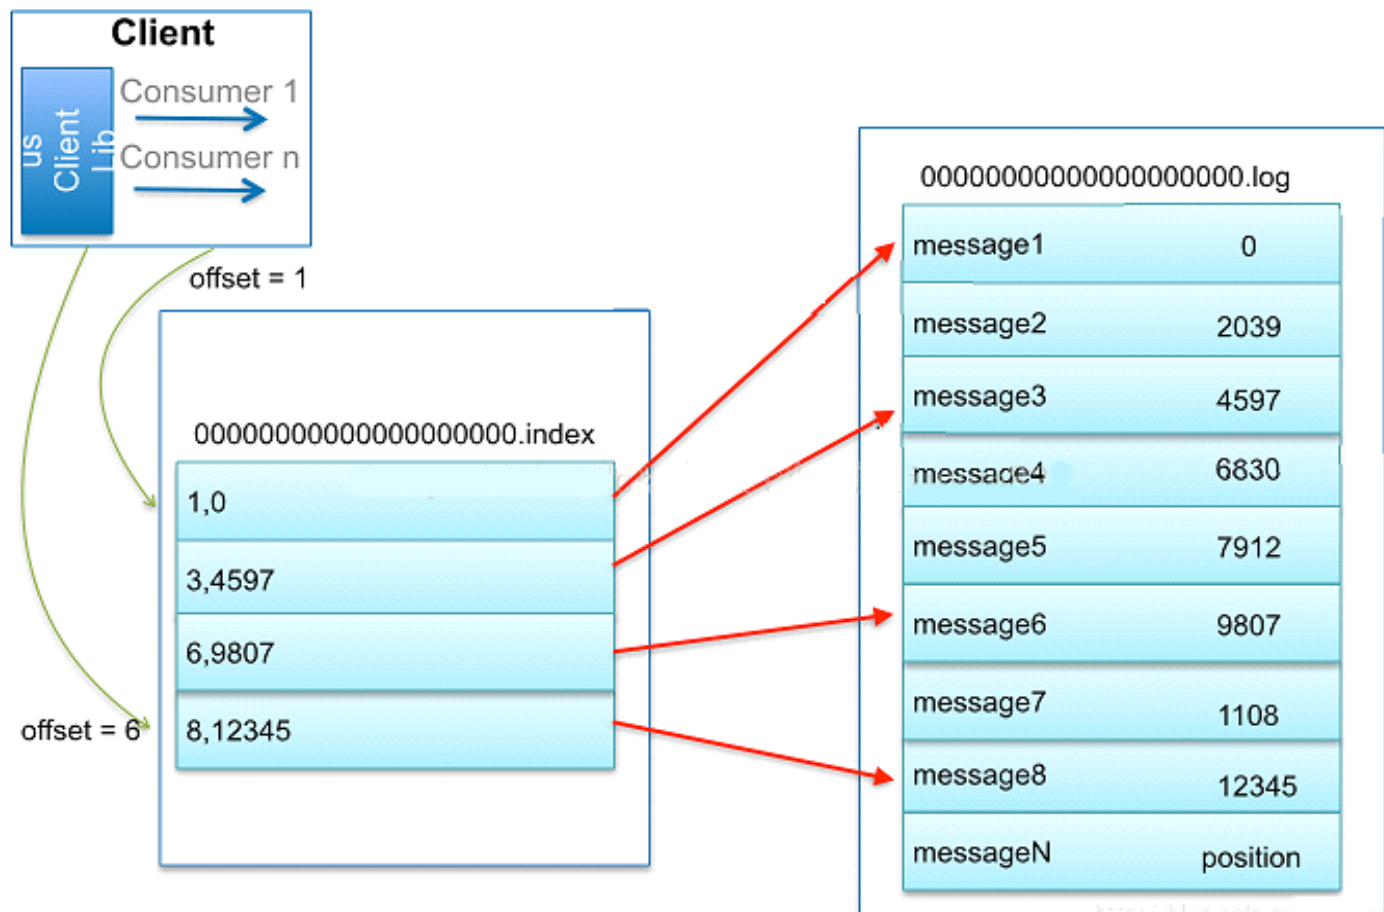 Client
us
Client
Lib
Consumer 1
Consumer n
offset = 1
00000000000000000000.index
1,0
3,4597
6,9807
8,12345
offset = 6
00000000000000000000.log
message1 0
message2 2039
message3 4597
message4 6830
message5 7912
message6 9807
message7 1108
message8 12345
messageN position